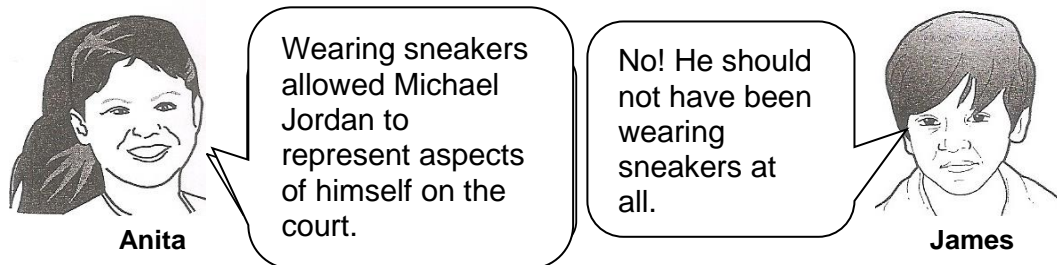 Wearing sneakers
allowed Michael
Jordan to
represent aspects
of himself on the
court.
No! He should
not have been
wearing
sneakers at
all.
Anita
James